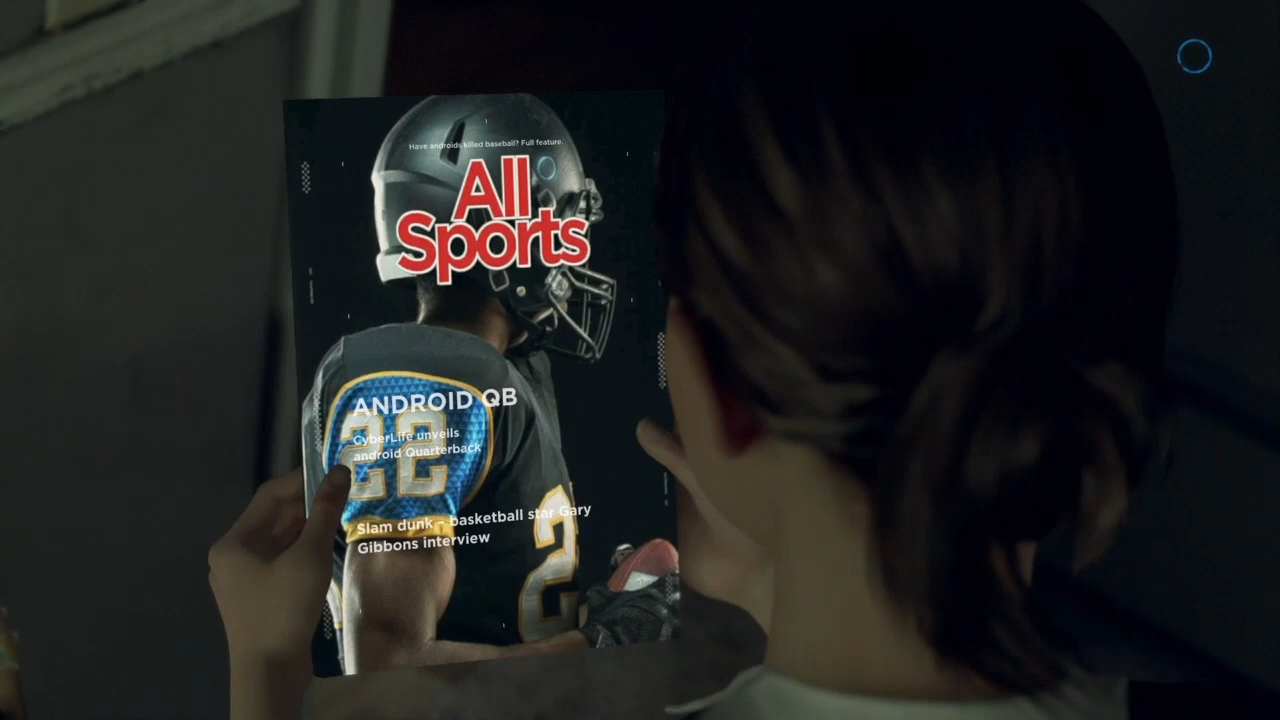 Have androids killed baseball? Full feature.
All
Sports
ANDROID QB
CyberLife unveils
android Quarterback
22
Slam dunk - basketball star Gary
Gibbons interview
2